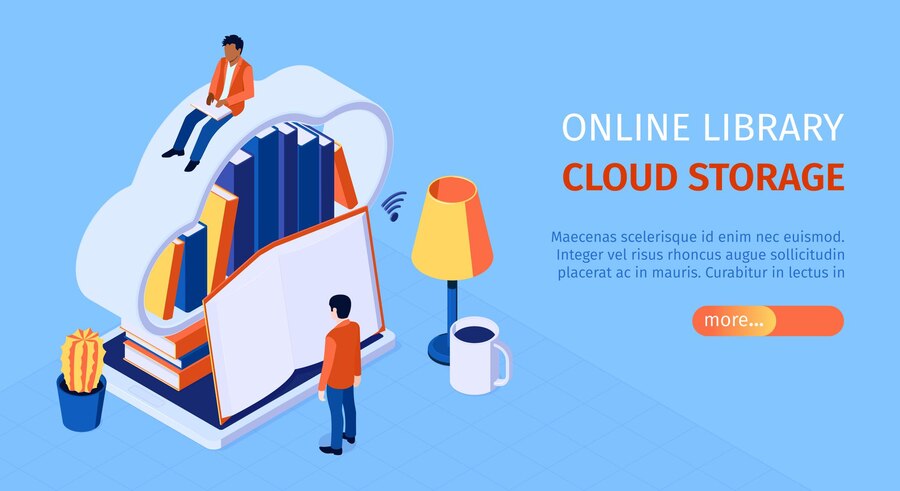 ONLINE LIBRARY
CLOUD STORAGE
Maecenas scelerisque id enim nec euismod.
Integer vel risus rhoncus augue sollicitudin
placerat ac in mauris. Curabitur in lectus in
more...